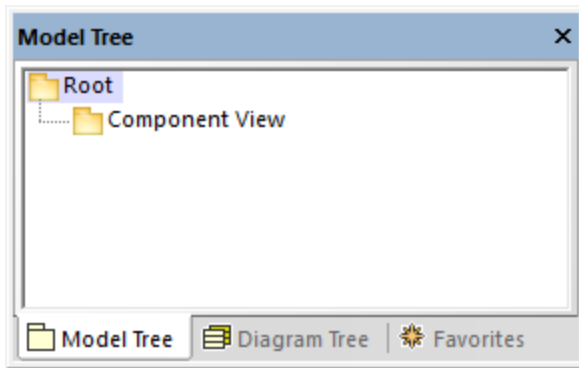 Model Tree
Root
Component View
Model Tree Diagram Tree Favorites